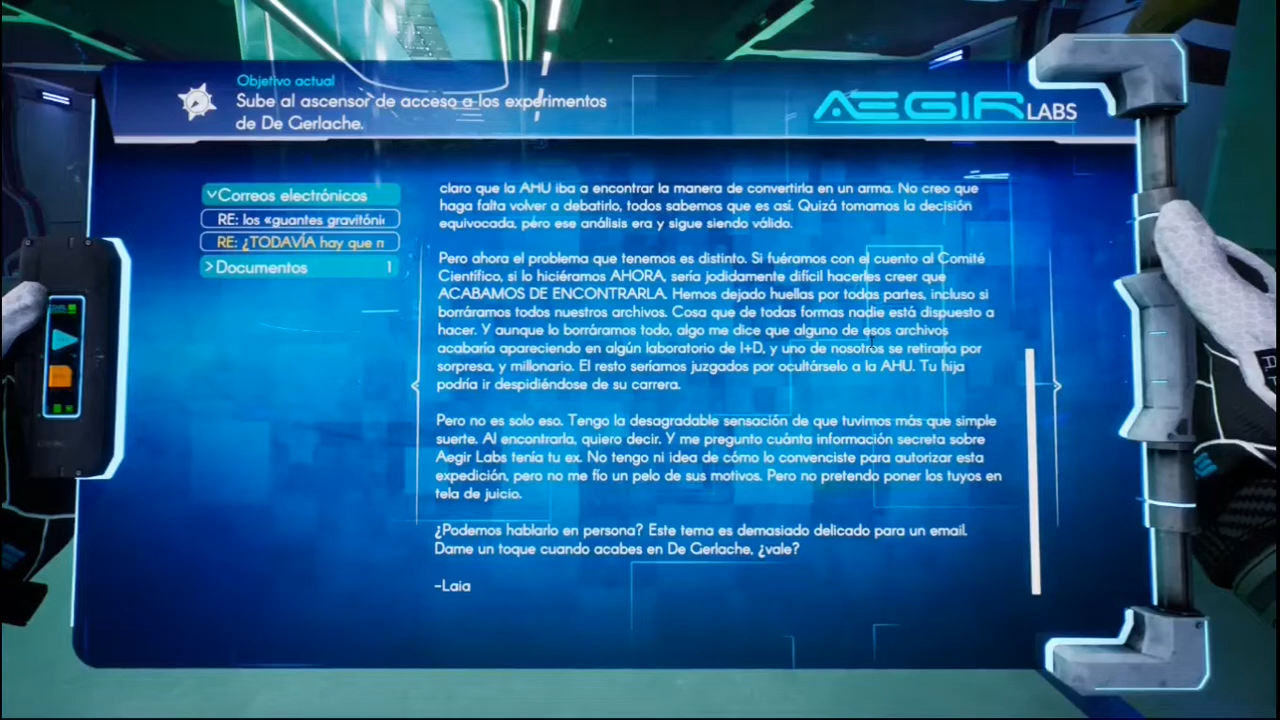 Objetivo actual
Sube al ascensor de acceso a los experimentos
de De Gerlache.
AEGIR LABS
Correos electrónicos
RE: los «guantes gravitóni
RE: ¿TODAVÍA hay que n
Documentos 1
claro que la AHU iba a encontrar la manera de convertirla en un arma. No creo que
haga falta volver a debatirlo, todos sabemos que es así. Quizá tomamos la decisión
equivocada, pero ese análisis era y sigue siendo válido.
Pero ahora el problema que tenemos es distinto. Si fuéramos con el cuento al Comité
Científico, si lo hiciéramos AHORA, sería jodidamente difícil hacerles creer que
ACABAMOS DE ENCONTRARLA. Hemos dejado huellas por todas partes, incluso si
borráramos todos nuestros archivos. Cosa que de todas formas nadie está dispuesto a
hacer. Y aunque lo borráramos todo, algo me dice que alguno de esos archivos
acabaría apareciendo en algún laboratorio de I+D, y uno de nosotros se retiraría por
sorpresa, y millonario. El resto seríamos juzgados por ocultárselo a la AHU. Tu hija
podría ir despidiéndose de su carrera.
Pero no es solo eso. Tengo la desagradable sensación de que tuvimos más que simple
suerte. Al encontrarla, quiero decir. Y me pregunto cuánta información secreta sobre
Aegir Labs tenía tu ex. No tengo ni idea de cómo lo convenciste para autorizar esta
expedición, pero no me fío un pelo de sus motivos. Pero no pretendo poner los tuyos en
tela de juicio.
¿Podemos hablarlo en persona? Este tema es demasiado delicado para un email.
Dame un toque cuando acabes en De Gerlache, ¿vale?
-Laia